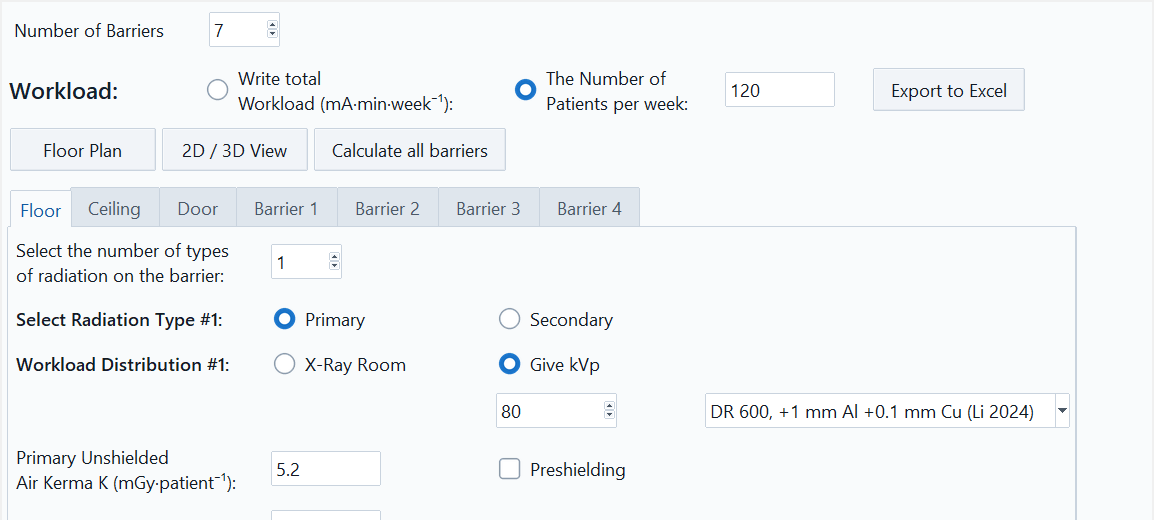 Number of Barriers 7
Workload: Write total Workload (mA·min·week⁻¹): The Number of Patients per week: 120 Export to Excel
Floor Plan 2D / 3D View Calculate all barriers
Floor Ceiling Door Barrier 1 Barrier 2 Barrier 3 Barrier 4
Select the number of types
of radiation on the barrier: 1
Select Radiation Type #1: Primary Secondary
Workload Distribution #1: X-Ray Room Give kVp
80 DR 600, +1 mm Al +0.1 mm Cu (Li 2024)
Primary Unshielded
Air Kerma K (mGy·patient⁻¹): 5.2 Preshielding